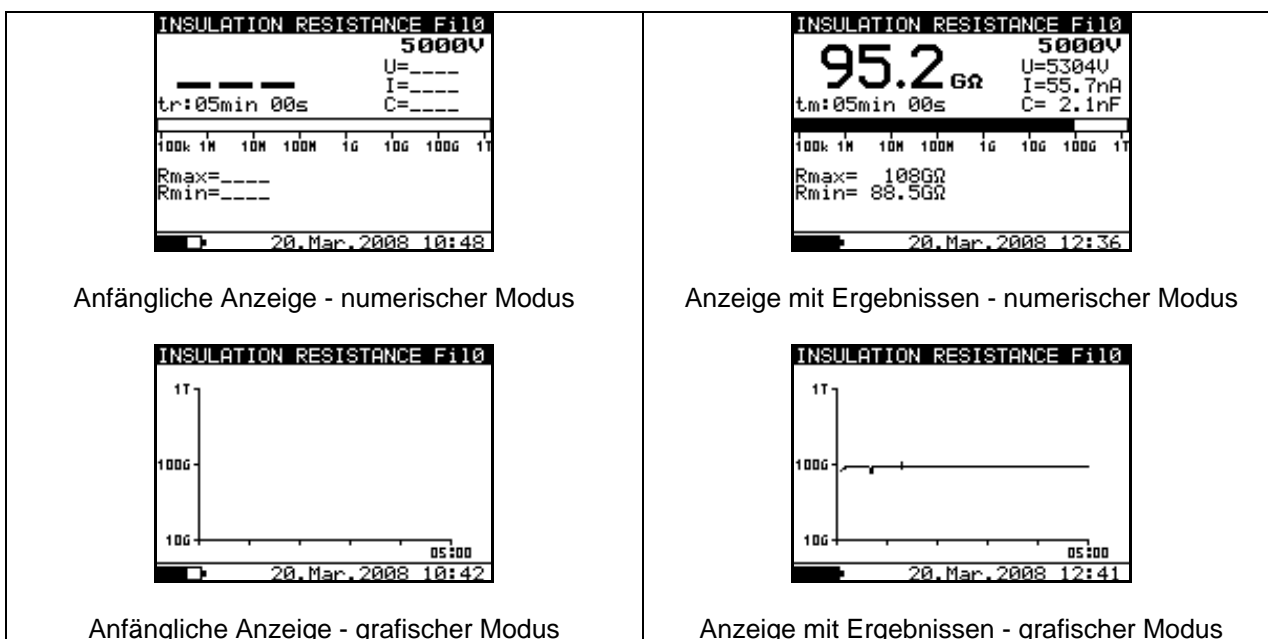 INSULATION RESISTANCE Fil0
5000V
U=____
I=____
tr:05min 00s C=____
100k 1M 10M 100M 1G 10G 100G 1T
Rmax=____
Rmin=____
20.Mar.2008 10:48
Anfängliche Anzeige - numerischer Modus
INSULATION RESISTANCE Fil0
5000V
95.2 GΩ U=5304V
I=55.7nA
tm:05min 00s C= 2.1nF
100k 1M 10M 100M 1G 10G 100G 1T
Rmax= 108GΩ
Rmin= 88.5GΩ
20.Mar.2008 12:36
Anzeige mit Ergebnissen - numerischer Modus
INSULATION RESISTANCE Fil0
1T
100G
10G
05:00
20.Mar.2008 10:42
Anfängliche Anzeige - grafischer Modus
INSULATION RESISTANCE Fil0
1T
100G
10G
05:00
20.Mar.2008 12:41
Anzeige mit Ergebnissen - grafischer Modus